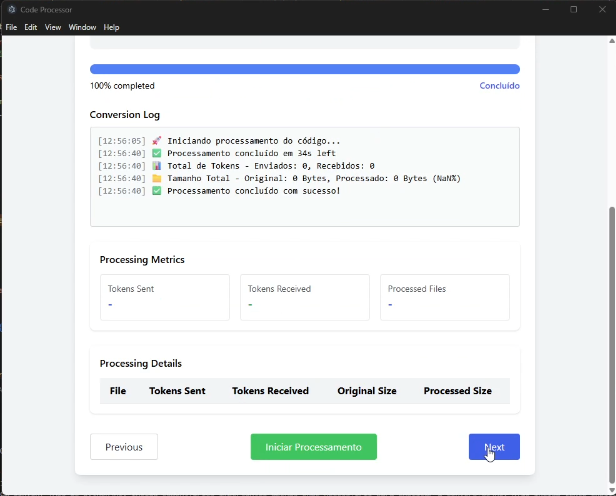 Code Processor
File Edit View Window Help
100% completed Concluído
Conversion Log
[12:56:05] 🚀 Iniciando processamento do código...
[12:56:40] ✅ Processamento concluído em 34s left
[12:56:40] 📊 Total de Tokens - Enviados: 0, Recebidos: 0
[12:56:40] 📁 Tamanho Total - Original: 0 Bytes, Processado: 0 Bytes (NaN%)
[12:56:40] ✅ Processamento concluído com sucesso!
Processing Metrics
Tokens Sent Tokens Received Processed Files
- - -
Processing Details
File Tokens Sent Tokens Received Original Size Processed Size
Previous Iniciar Processamento Next